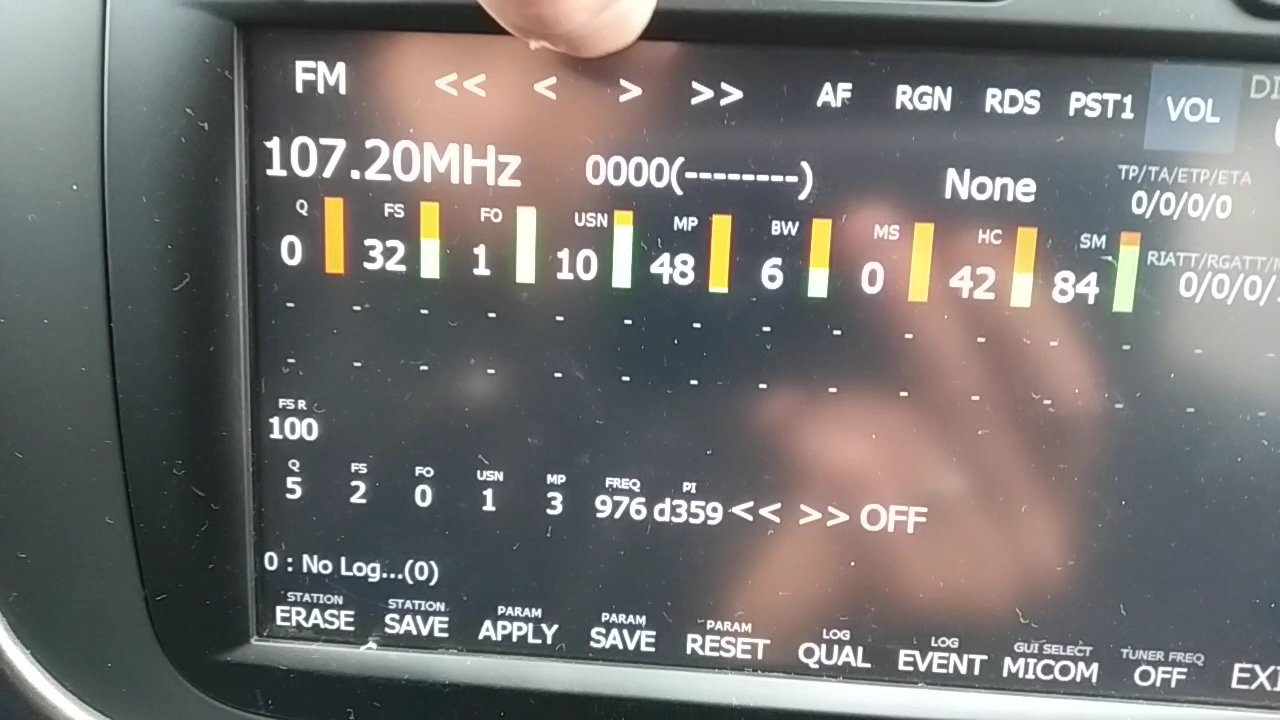 FM << < > >> AF RGN RDS PST1 VOL
107.20MHz 0000(--------) None TP/TA/ETP/ETA
0/0/0/0
Q FS FO USN MP BW MS HC SM
0 32 1 10 48 6 0 42 84 0/0/0/
- - - - - - - - - - - - - - -
- - - - - - - - - - - - - -
FS R
100
Q FS FO USN MP FREQ PI
5 2 0 1 3 976 d359 << >> OFF
0 : No Log...(0)
STATION STATION PARAM PARAM PARAM LOG LOG GUI SELECT TUNER FREQ
ERASE SAVE APPLY SAVE RESET QUAL EVENT MICOM OFF